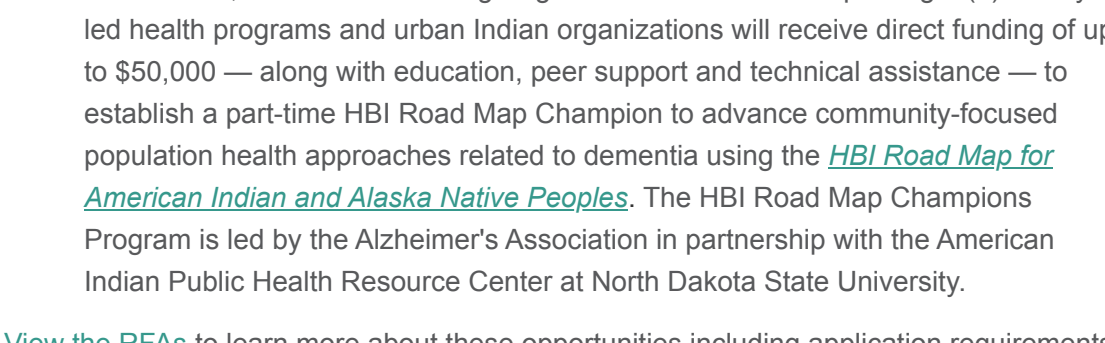 led health programs and urban Indian organizations will receive direct funding of up
to $50,000 — along with education, peer support and technical assistance — to
establish a part-time HBI Road Map Champion to advance community-focused
population health approaches related to dementia using the HBI Road Map for
American Indian and Alaska Native Peoples. The HBI Road Map Champions
Program is led by the Alzheimer's Association in partnership with the American
Indian Public Health Resource Center at North Dakota State University.
View the RFAs to learn more about these opportunities including application requirements